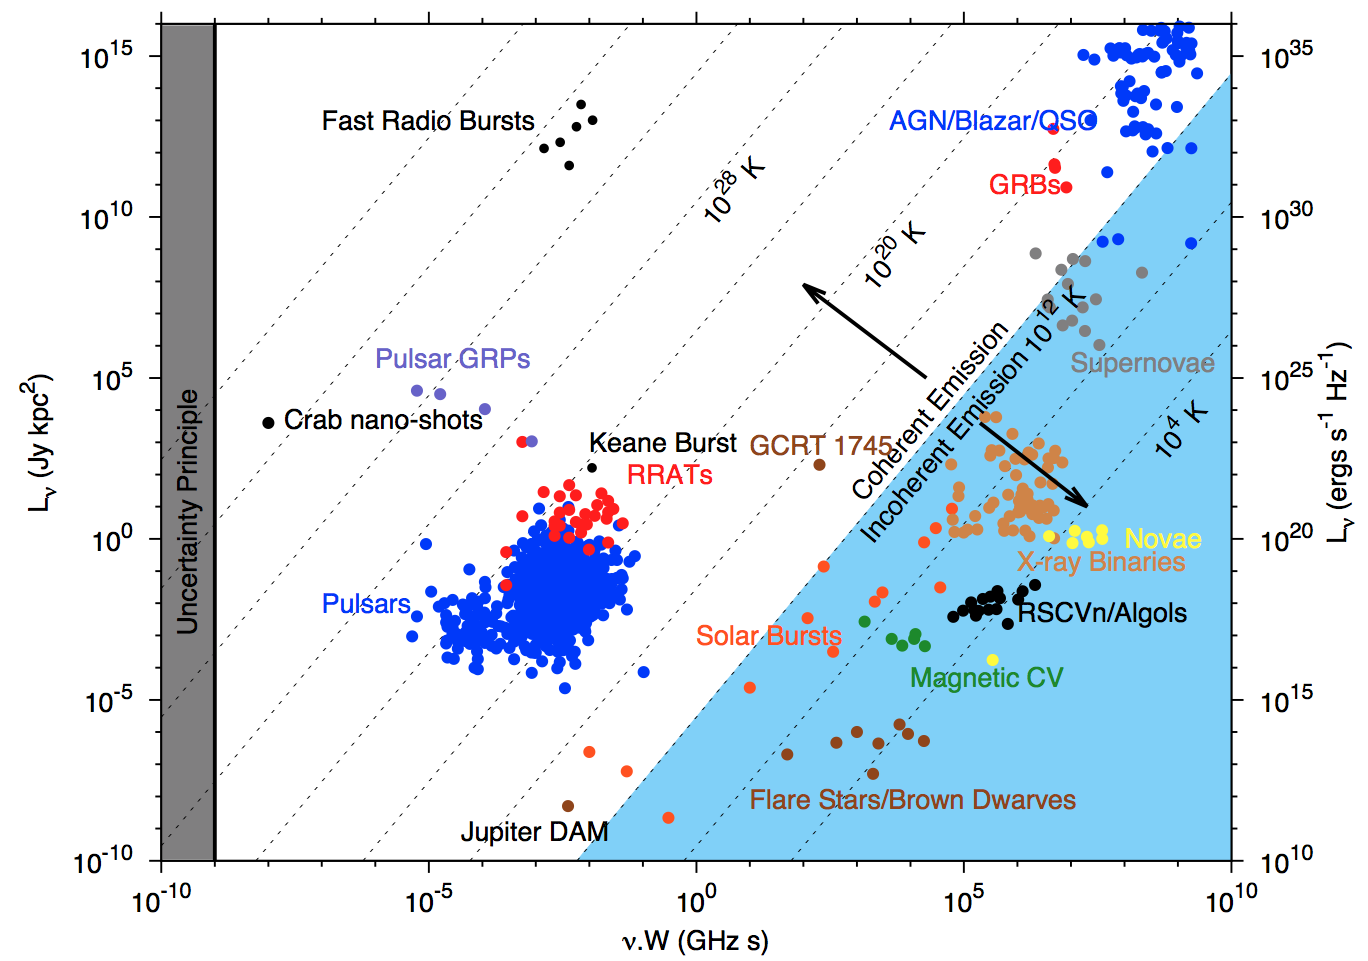 Fast Radio Bursts
AGN/Blazar/QSO
GRBs
10^28 K
10^20 K
10^12 K
10^4 K
Pulsar GRPs
Crab nano-shots
Keane Burst
GCRT 1745
RRATs
Coherent Emission
Incoherent Emission
Supernovae
Novae
X-ray Binaries
Pulsars
Solar Bursts
RSCVn/Algols
Magnetic CV
Flare Stars/Brown Dwarves
Jupiter DAM
Uncertainty Principle
L_ν (Jy kpc^2)
10^15
10^10
10^5
10^0
10^-5
10^-10
L_ν (ergs s^-1 Hz^-1)
10^35
10^30
10^25
10^20
10^15
10^10
10^-10
10^-5
10^0
10^5
10^10
ν.W (GHz s)